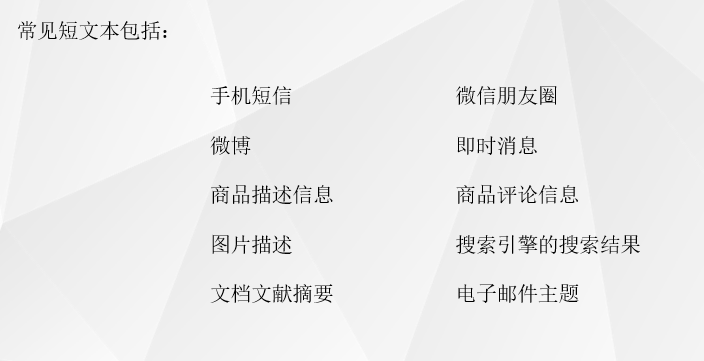 常见短文本包括：
手机短信 微信朋友圈
微博 即时消息
商品描述信息 商品评论信息
图片描述 搜索引擎的搜索结果
文档文献摘要 电子邮件主题